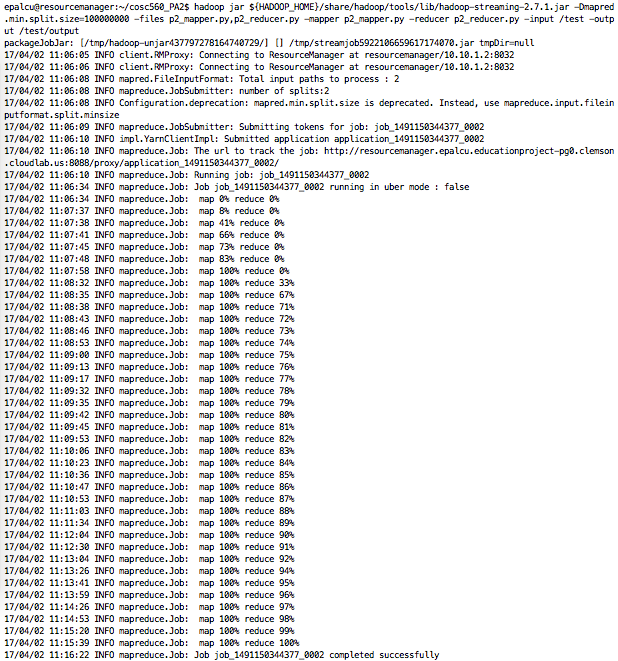 epalcu@resourcemanager:~/cosc560_PA2$ hadoop jar ${HADOOP_HOME}/share/hadoop/tools/lib/hadoop-streaming-2.7.1.jar -Dmapred
.min.split.size=100000000 -files p2_mapper.py,p2_reducer.py -mapper p2_mapper.py -reducer p2_reducer.py -input /test -outp
ut /test/output
packageJobJar: [/tmp/hadoop-unjar437797278164740729/] [] /tmp/streamjob5922106659617174070.jar tmpDir=null
17/04/02 11:06:05 INFO client.RMProxy: Connecting to ResourceManager at resourcemanager/10.10.1.2:8032
17/04/02 11:06:06 INFO client.RMProxy: Connecting to ResourceManager at resourcemanager/10.10.1.2:8032
17/04/02 11:06:08 INFO mapred.FileInputFormat: Total input paths to process : 2
17/04/02 11:06:08 INFO mapreduce.JobSubmitter: number of splits:2
17/04/02 11:06:08 INFO Configuration.deprecation: mapred.min.split.size is deprecated. Instead, use mapreduce.input.filein
putformat.split.minsize
17/04/02 11:06:09 INFO mapreduce.JobSubmitter: Submitting tokens for job: job_1491150344377_0002
17/04/02 11:06:10 INFO impl.YarnClientImpl: Submitted application application_1491150344377_0002
17/04/02 11:06:10 INFO mapreduce.Job: The url to track the job: http://resourcemanager.epalcu.educationproject-pg0.clemson
.cloudlab.us:8088/proxy/application_1491150344377_0002/
17/04/02 11:06:10 INFO mapreduce.Job: Running job: job_1491150344377_0002
17/04/02 11:06:34 INFO mapreduce.Job: Job job_1491150344377_0002 running in uber mode : false
17/04/02 11:06:34 INFO mapreduce.Job:  map 0% reduce 0%
17/04/02 11:07:37 INFO mapreduce.Job:  map 8% reduce 0%
17/04/02 11:07:38 INFO mapreduce.Job:  map 41% reduce 0%
17/04/02 11:07:41 INFO mapreduce.Job:  map 66% reduce 0%
17/04/02 11:07:45 INFO mapreduce.Job:  map 73% reduce 0%
17/04/02 11:07:48 INFO mapreduce.Job:  map 83% reduce 0%
17/04/02 11:07:58 INFO mapreduce.Job:  map 100% reduce 0%
17/04/02 11:08:32 INFO mapreduce.Job:  map 100% reduce 33%
17/04/02 11:08:35 INFO mapreduce.Job:  map 100% reduce 67%
17/04/02 11:08:38 INFO mapreduce.Job:  map 100% reduce 71%
17/04/02 11:08:43 INFO mapreduce.Job:  map 100% reduce 72%
17/04/02 11:08:46 INFO mapreduce.Job:  map 100% reduce 73%
17/04/02 11:08:53 INFO mapreduce.Job:  map 100% reduce 74%
17/04/02 11:09:00 INFO mapreduce.Job:  map 100% reduce 75%
17/04/02 11:09:13 INFO mapreduce.Job:  map 100% reduce 76%
17/04/02 11:09:17 INFO mapreduce.Job:  map 100% reduce 77%
17/04/02 11:09:32 INFO mapreduce.Job:  map 100% reduce 78%
17/04/02 11:09:35 INFO mapreduce.Job:  map 100% reduce 79%
17/04/02 11:09:42 INFO mapreduce.Job:  map 100% reduce 80%
17/04/02 11:09:45 INFO mapreduce.Job:  map 100% reduce 81%
17/04/02 11:09:53 INFO mapreduce.Job:  map 100% reduce 82%
17/04/02 11:10:06 INFO mapreduce.Job:  map 100% reduce 83%
17/04/02 11:10:23 INFO mapreduce.Job:  map 100% reduce 84%
17/04/02 11:10:36 INFO mapreduce.Job:  map 100% reduce 85%
17/04/02 11:10:47 INFO mapreduce.Job:  map 100% reduce 86%
17/04/02 11:10:53 INFO mapreduce.Job:  map 100% reduce 87%
17/04/02 11:11:03 INFO mapreduce.Job:  map 100% reduce 88%
17/04/02 11:11:34 INFO mapreduce.Job:  map 100% reduce 89%
17/04/02 11:12:04 INFO mapreduce.Job:  map 100% reduce 90%
17/04/02 11:12:30 INFO mapreduce.Job:  map 100% reduce 91%
17/04/02 11:13:04 INFO mapreduce.Job:  map 100% reduce 92%
17/04/02 11:13:26 INFO mapreduce.Job:  map 100% reduce 94%
17/04/02 11:13:41 INFO mapreduce.Job:  map 100% reduce 95%
17/04/02 11:13:59 INFO mapreduce.Job:  map 100% reduce 96%
17/04/02 11:14:26 INFO mapreduce.Job:  map 100% reduce 97%
17/04/02 11:14:53 INFO mapreduce.Job:  map 100% reduce 98%
17/04/02 11:15:20 INFO mapreduce.Job:  map 100% reduce 99%
17/04/02 11:15:39 INFO mapreduce.Job:  map 100% reduce 100%
17/04/02 11:16:22 INFO mapreduce.Job: Job job_1491150344377_0002 completed successfully